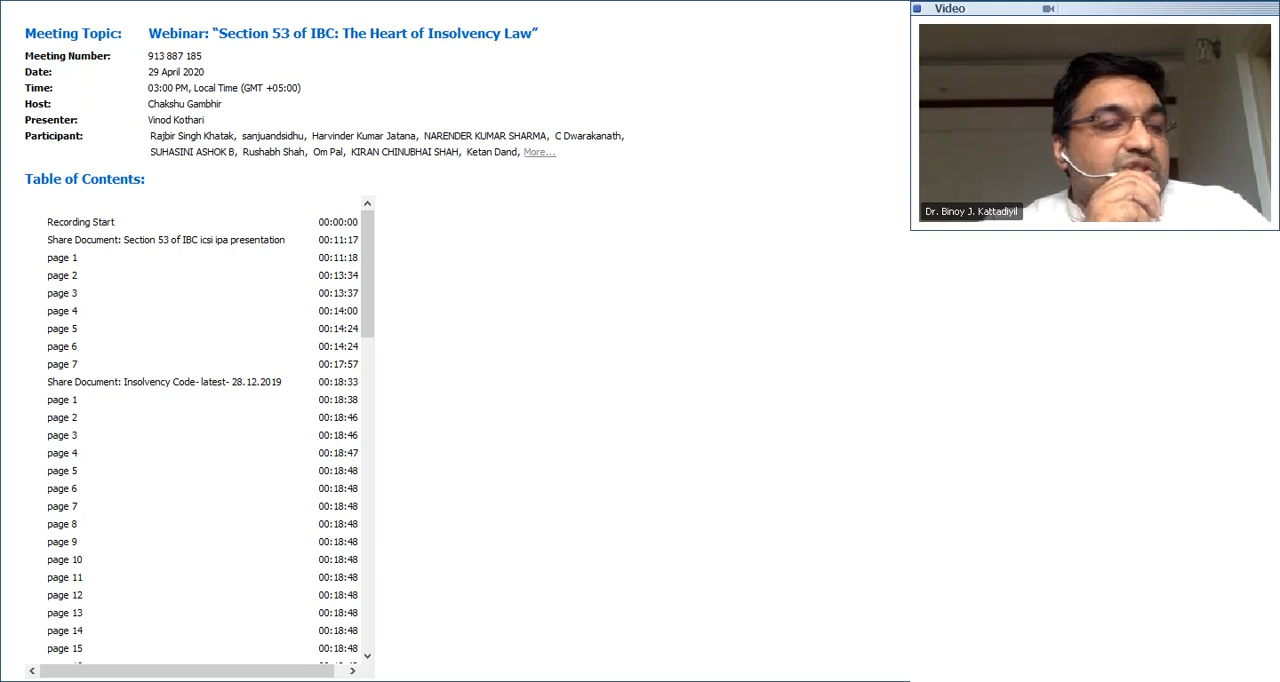 Meeting Topic: Webinar: “Section 53 of IBC: The Heart of Insolvency Law”
Meeting Number: 913 887 185
Date: 29 April 2020
Time: 03:00 PM, Local Time (GMT +05:00)
Host: Chakshu Gambhir
Presenter: Vinod Kothari
Participant: Rajbir Singh Khatak, sanjuandsidhu, Harvinder Kumar Jatana, NARENDER KUMAR SHARMA, C Dwarakanath,
SUHASINI ASHOK B, Rushabh Shah, Om Pal, KIRAN CHINUBHAI SHAH, Ketan Dand, More...
Table of Contents:
Recording Start 00:00:00
Share Document: Section 53 of IBC icsi ipa presentation 00:11:17
page 1 00:11:18
page 2 00:13:34
page 3 00:13:37
page 4 00:14:00
page 5 00:14:24
page 6 00:14:24
page 7 00:17:57
Share Document: Insolvency Code- latest- 28.12.2019 00:18:33
page 1 00:18:38
page 2 00:18:46
page 3 00:18:46
page 4 00:18:47
page 5 00:18:48
page 6 00:18:48
page 7 00:18:48
page 8 00:18:48
page 9 00:18:48
page 10 00:18:48
page 11 00:18:48
page 12 00:18:48
page 13 00:18:48
page 14 00:18:48
page 15 00:18:48
Video
Dr. Binoy J. Kattadiyil